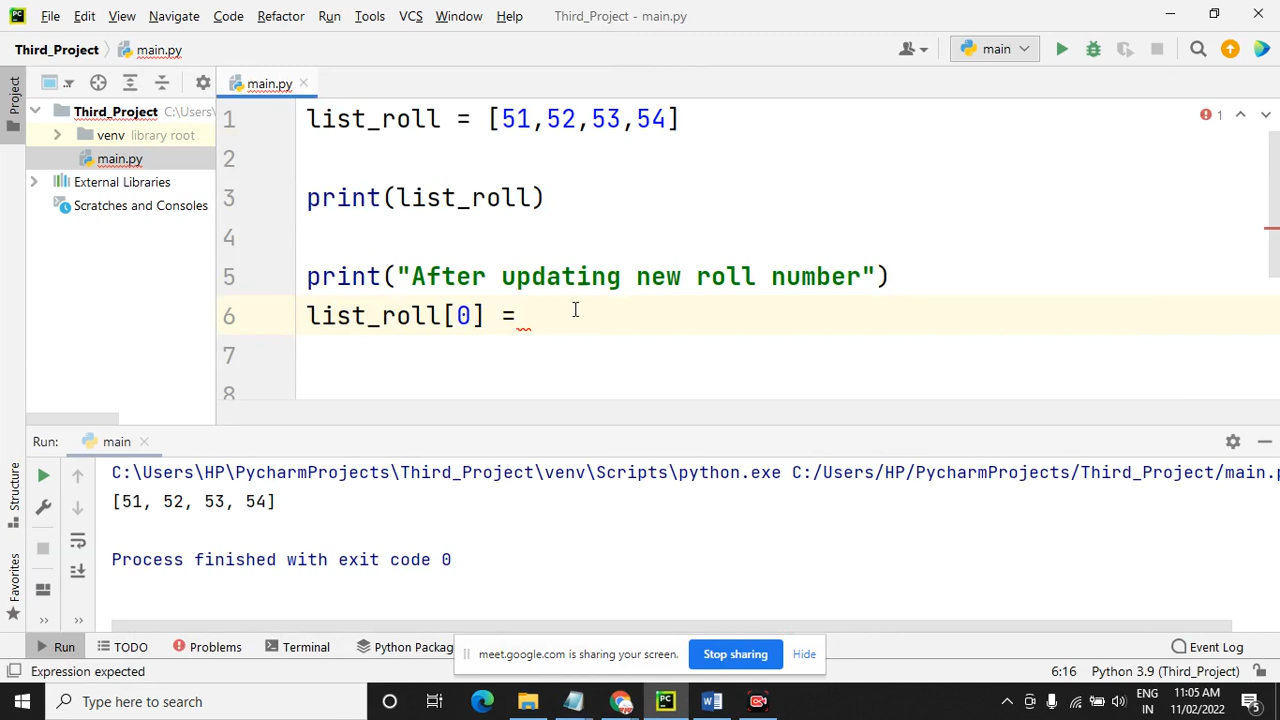 PC File Edit View Navigate Code Refactor Run Tools VCS Window Help Third_Project - main.py
Third_Project main.py main
Project main.py
Third_Project C:\Users\
venv library root
main.py
External Libraries
Scratches and Consoles
1 list_roll = [51,52,53,54]
2
3 print(list_roll)
4
5 print("After updating new roll number")
6 list_roll[0] =
7
8
1
Run: main
C:\Users\HP\PycharmProjects\Third_Project\venv\Scripts\python.exe C:/Users/HP/PycharmProjects/Third_Project/main.p
[51, 52, 53, 54]
Process finished with exit code 0
Structure
Favorites
Run TODO Problems Terminal Python Packag Event Log
meet.google.com is sharing your screen. Stop sharing Hide
Expression expected 6:16 Python 3.9 (Third_Project)
Type here to search
PC
W
ENG
IN
11:05 AM
11/02/2022
5